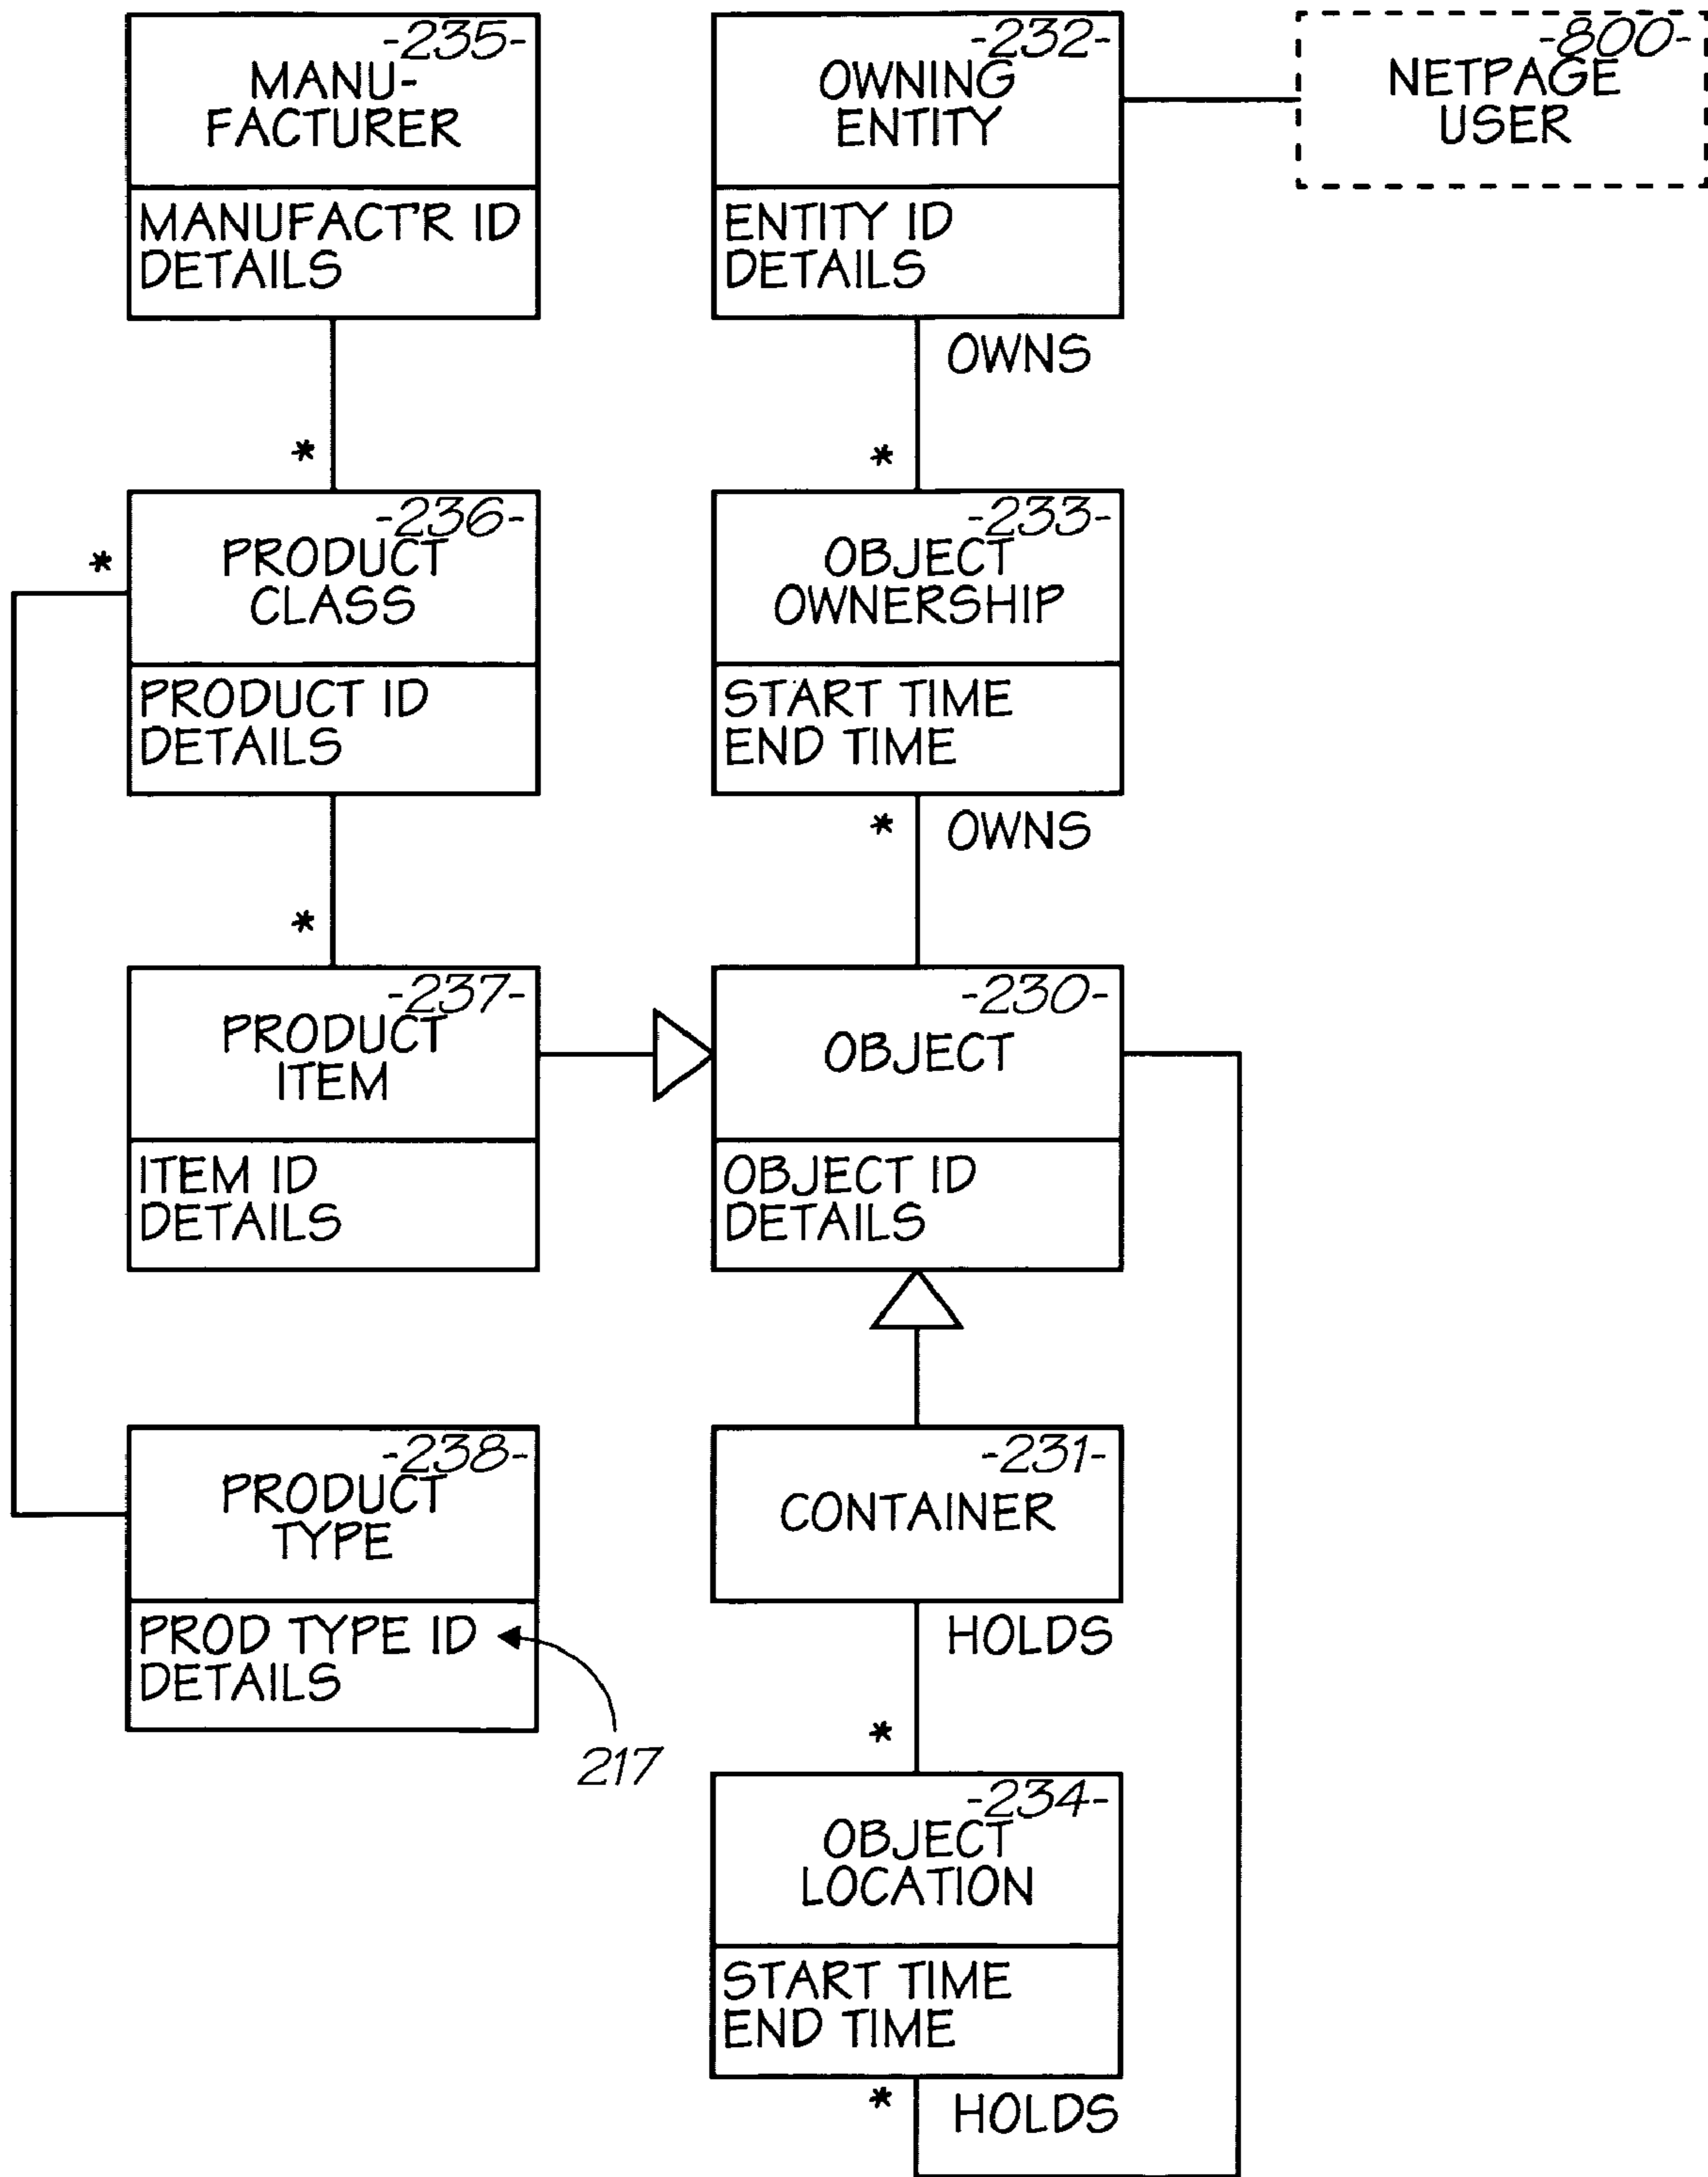 -235-
MANU-
FACTURER
MANUFACT'R ID
DETAILS
-232-
OWNING
ENTITY
ENTITY ID
DETAILS
-800-
NETPAGE
USER
OWNS
*
*
-236-
PRODUCT
CLASS
PRODUCT ID
DETAILS
*
-233-
OBJECT
OWNERSHIP
START TIME
END TIME
* OWNS
*
-237-
PRODUCT
ITEM
ITEM ID
DETAILS
-230-
OBJECT
OBJECT ID
DETAILS
-238-
PRODUCT
TYPE
PROD TYPE ID
DETAILS
217
-231-
CONTAINER
HOLDS
*
-234-
OBJECT
LOCATION
START TIME
END TIME
* HOLDS